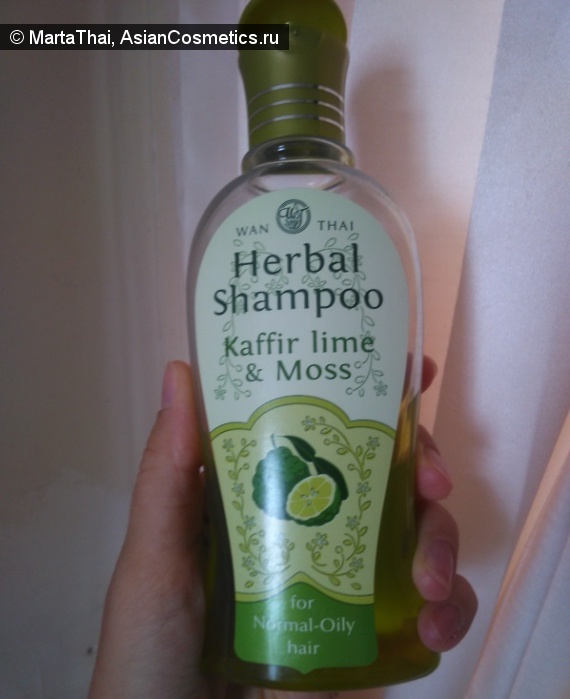 © MartaThai, AsianCosmetics.ru
WAN THAI
Herbal
Shampoo
Kaffir lime
& Moss
for
Normal-Oily
hair